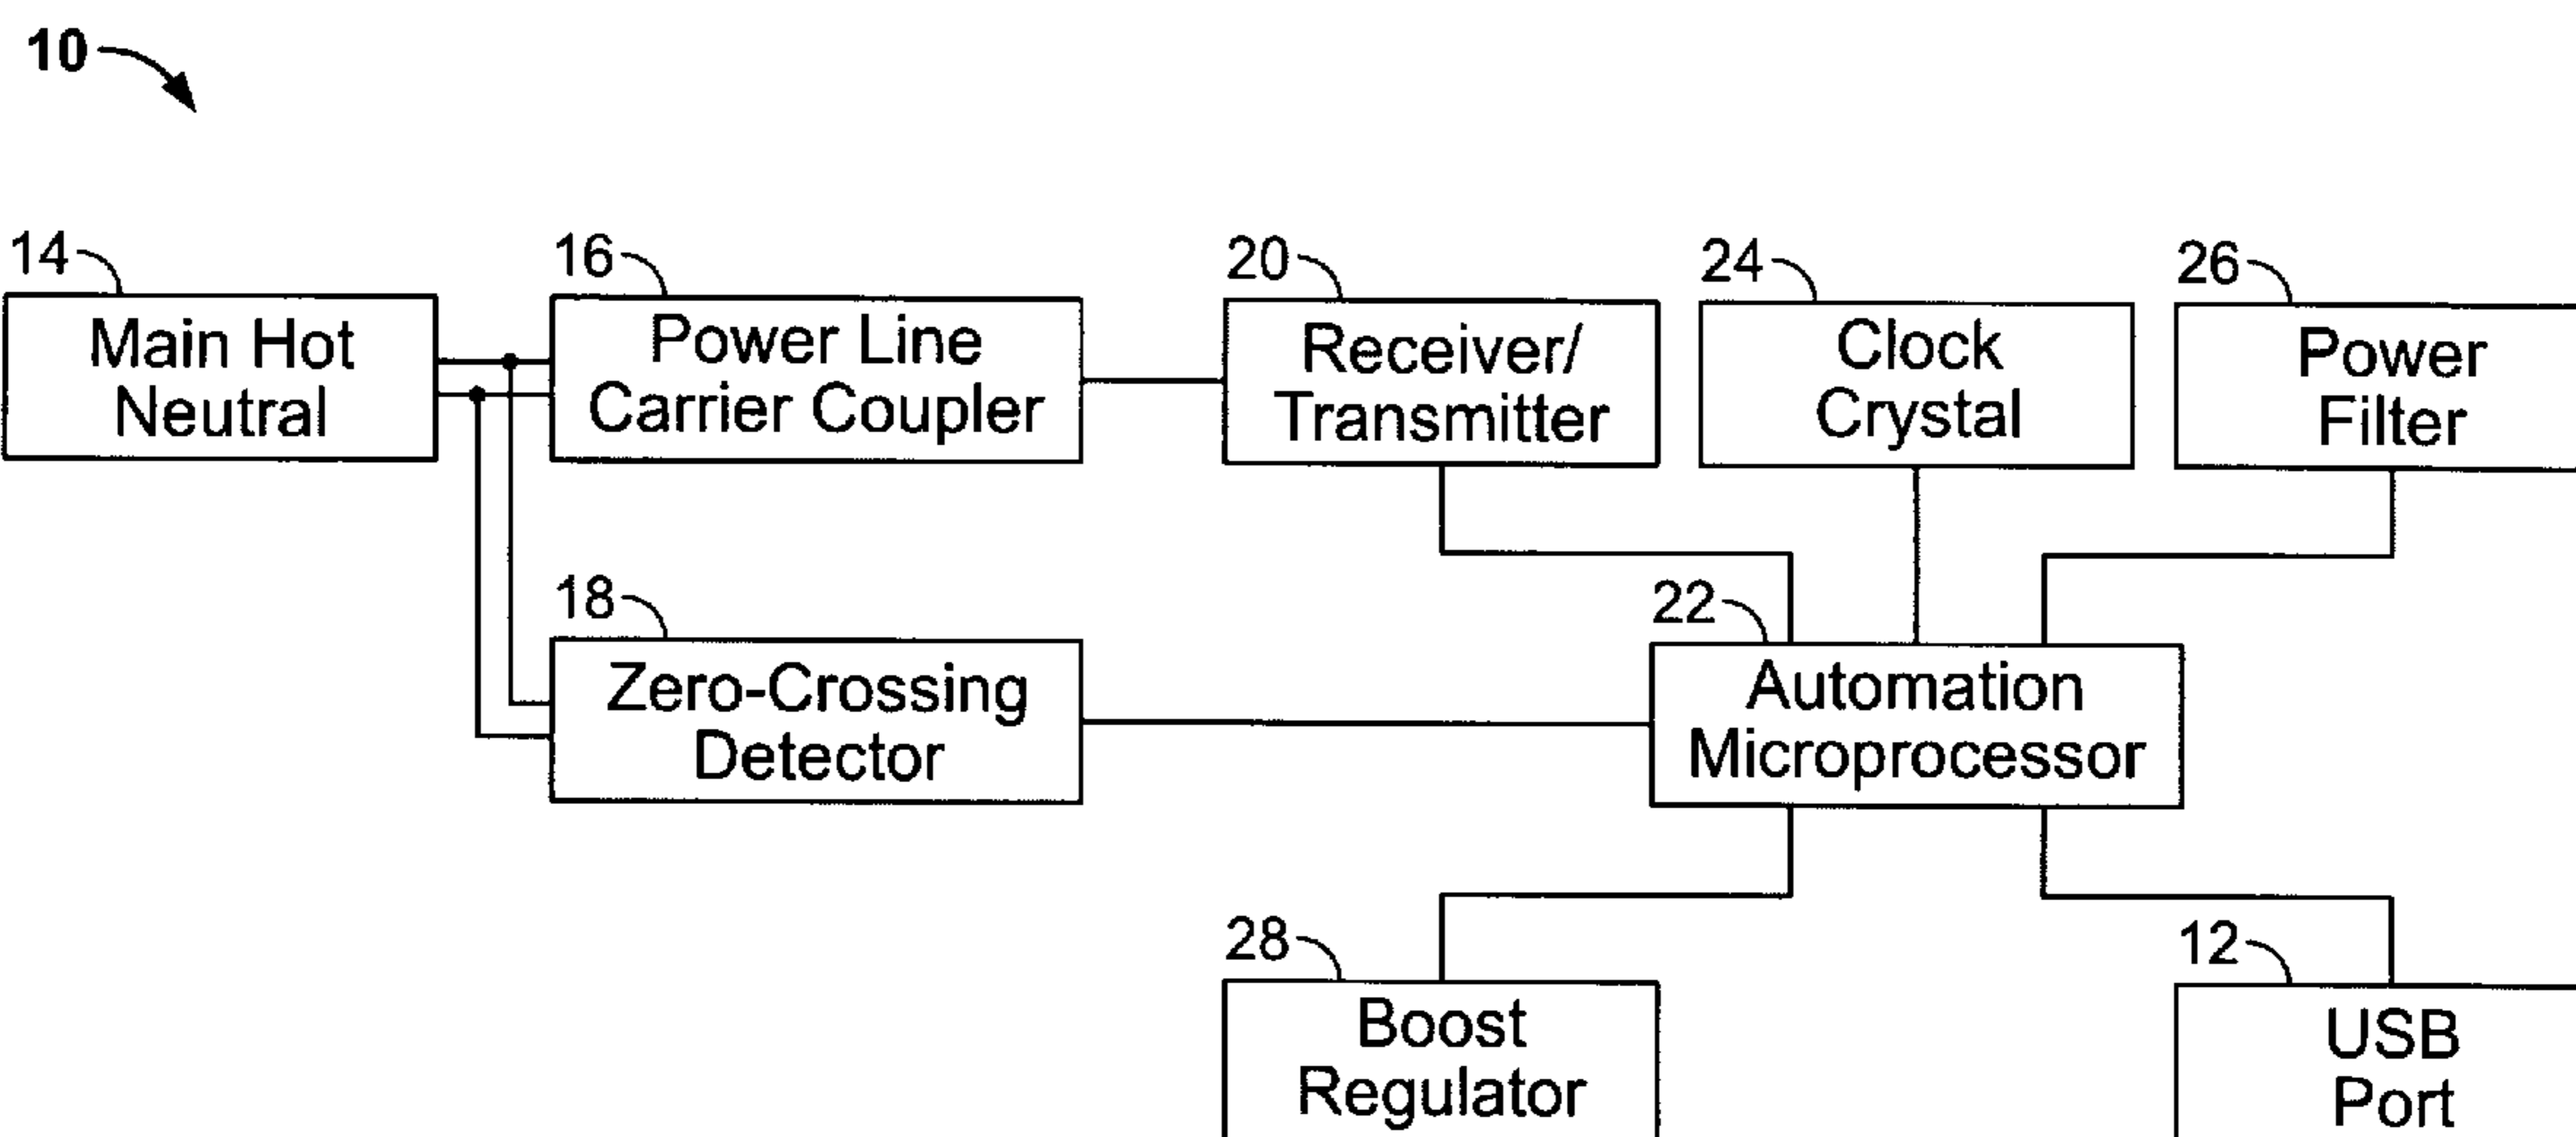 10
14
Main Hot
Neutral
16
Power Line
Carrier Coupler
20
Receiver/
Transmitter
24
Clock
Crystal
26
Power
Filter
18
Zero-Crossing
Detector
22
Automation
Microprocessor
28
Boost
Regulator
12
USB
Port